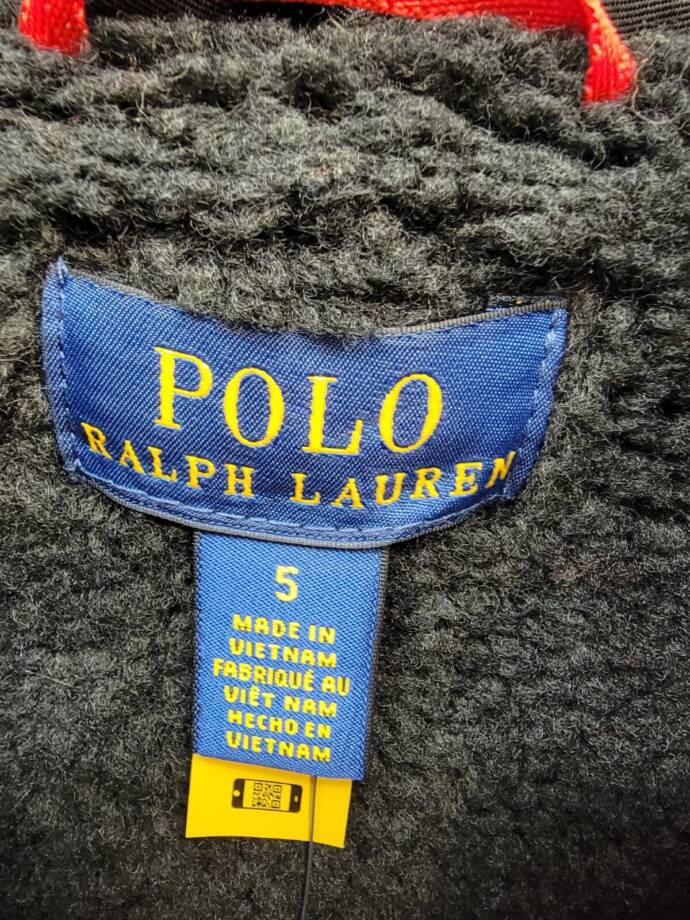 POLO
RALPH LAUREN
5
MADE IN
VIETNAM
FABRIQUÉ AU
VIÊT NAM
HECHO EN
VIETNAM